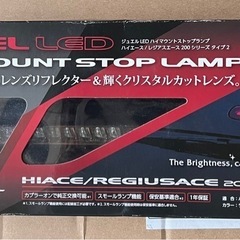 EL LED
ジュエル LED ハイマウントストップランプ
ハイエース/レジアスエース 200 シリーズ タイプ 2
OUNT STOP LAMP
レンズリフレクター&輝くクリスタルカットレンズ。
The Brightness, ca
HIACE/REGIUSACE 20
カプラーオンで純正交換可能
スモールランプ機能
保安基準適合
1年保証